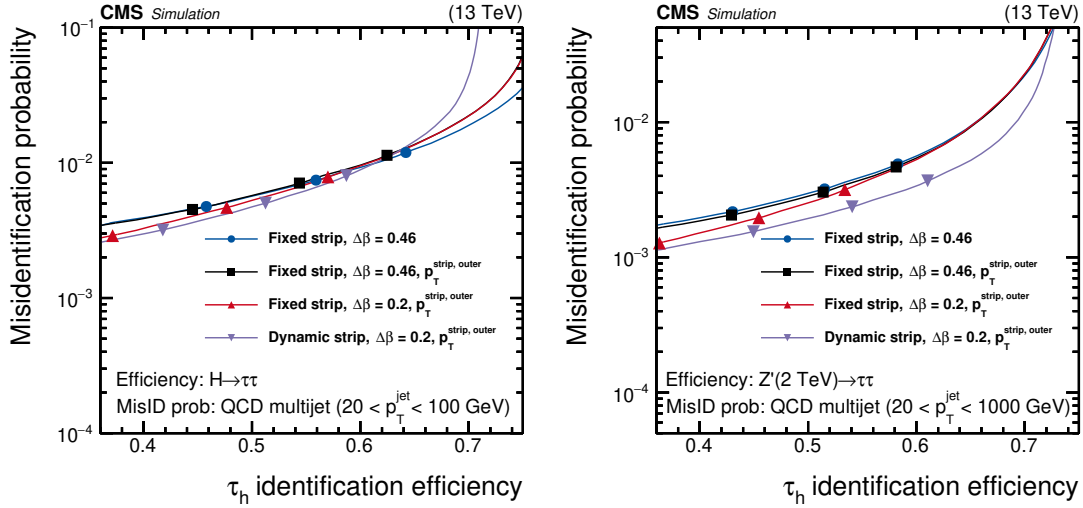 CMS Simulation (13 TeV)
Misidentification probability
10⁻¹
10⁻²
10⁻³
10⁻⁴
Fixed strip, Δβ = 0.46
Fixed strip, Δβ = 0.46, p_T^{strip, outer}
Fixed strip, Δβ = 0.2, p_T^{strip, outer}
Dynamic strip, Δβ = 0.2, p_T^{strip, outer}
Efficiency: H→ττ
MisID prob: QCD multijet (20 < p_T^{jet} < 100 GeV)
0.4 0.5 0.6 0.7
τ_h identification efficiency
CMS Simulation (13 TeV)
Misidentification probability
10⁻²
10⁻³
10⁻⁴
Fixed strip, Δβ = 0.46
Fixed strip, Δβ = 0.46, p_T^{strip, outer}
Fixed strip, Δβ = 0.2, p_T^{strip, outer}
Dynamic strip, Δβ = 0.2, p_T^{strip, outer}
Efficiency: Z'(2 TeV)→ττ
MisID prob: QCD multijet (20 < p_T^{jet} < 1000 GeV)
0.4 0.5 0.6 0.7
τ_h identification efficiency